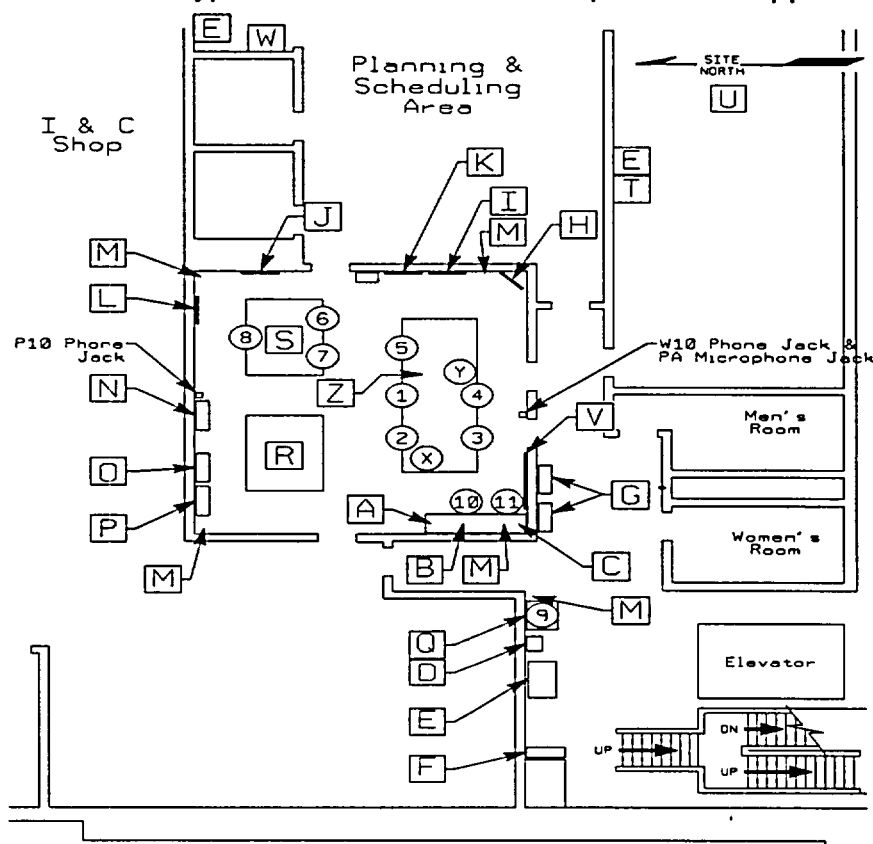 E
W
Planning &
Scheduling
Area
SITE
NORTH
U
I & C
Shop
E
T
K
I
M
H
J
M
L
P10 Phone
Jack
N
O
P
M
8
S
6
7
R
Z
5
1
2
Y
4
3
X
W10 Phone Jack &
PA Microphone Jack
V
Men's
Room
G
Women's
Room
A
10
11
B
M
C
M
Q
9
D
E
F
Elevator
UP
DN
UP